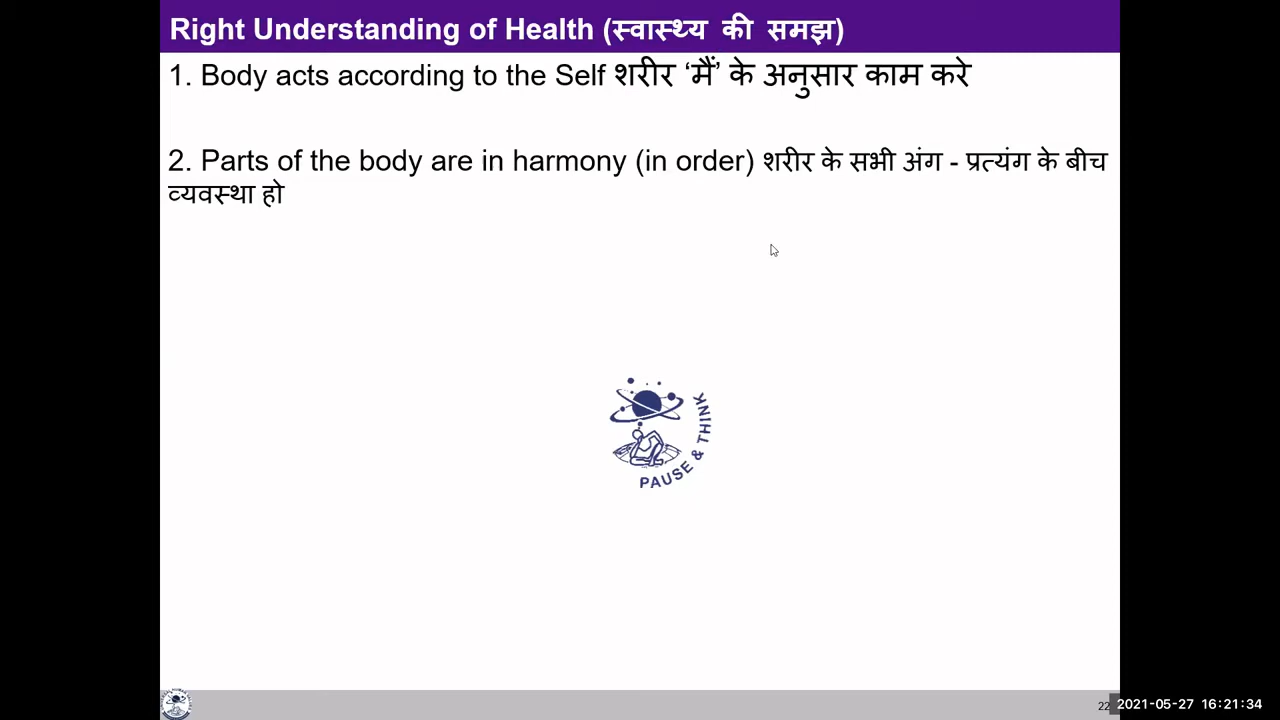 Right Understanding of Health (स्वास्थ्य की समझ)
1. Body acts according to the Self शरीर ‘मैं’ के अनुसार काम करे
2. Parts of the body are in harmony (in order) शरीर के सभी अंग - प्रत्यंग के बीच
व्यवस्था हो
PAUSE & THINK
22
2021-05-27 16:21:34